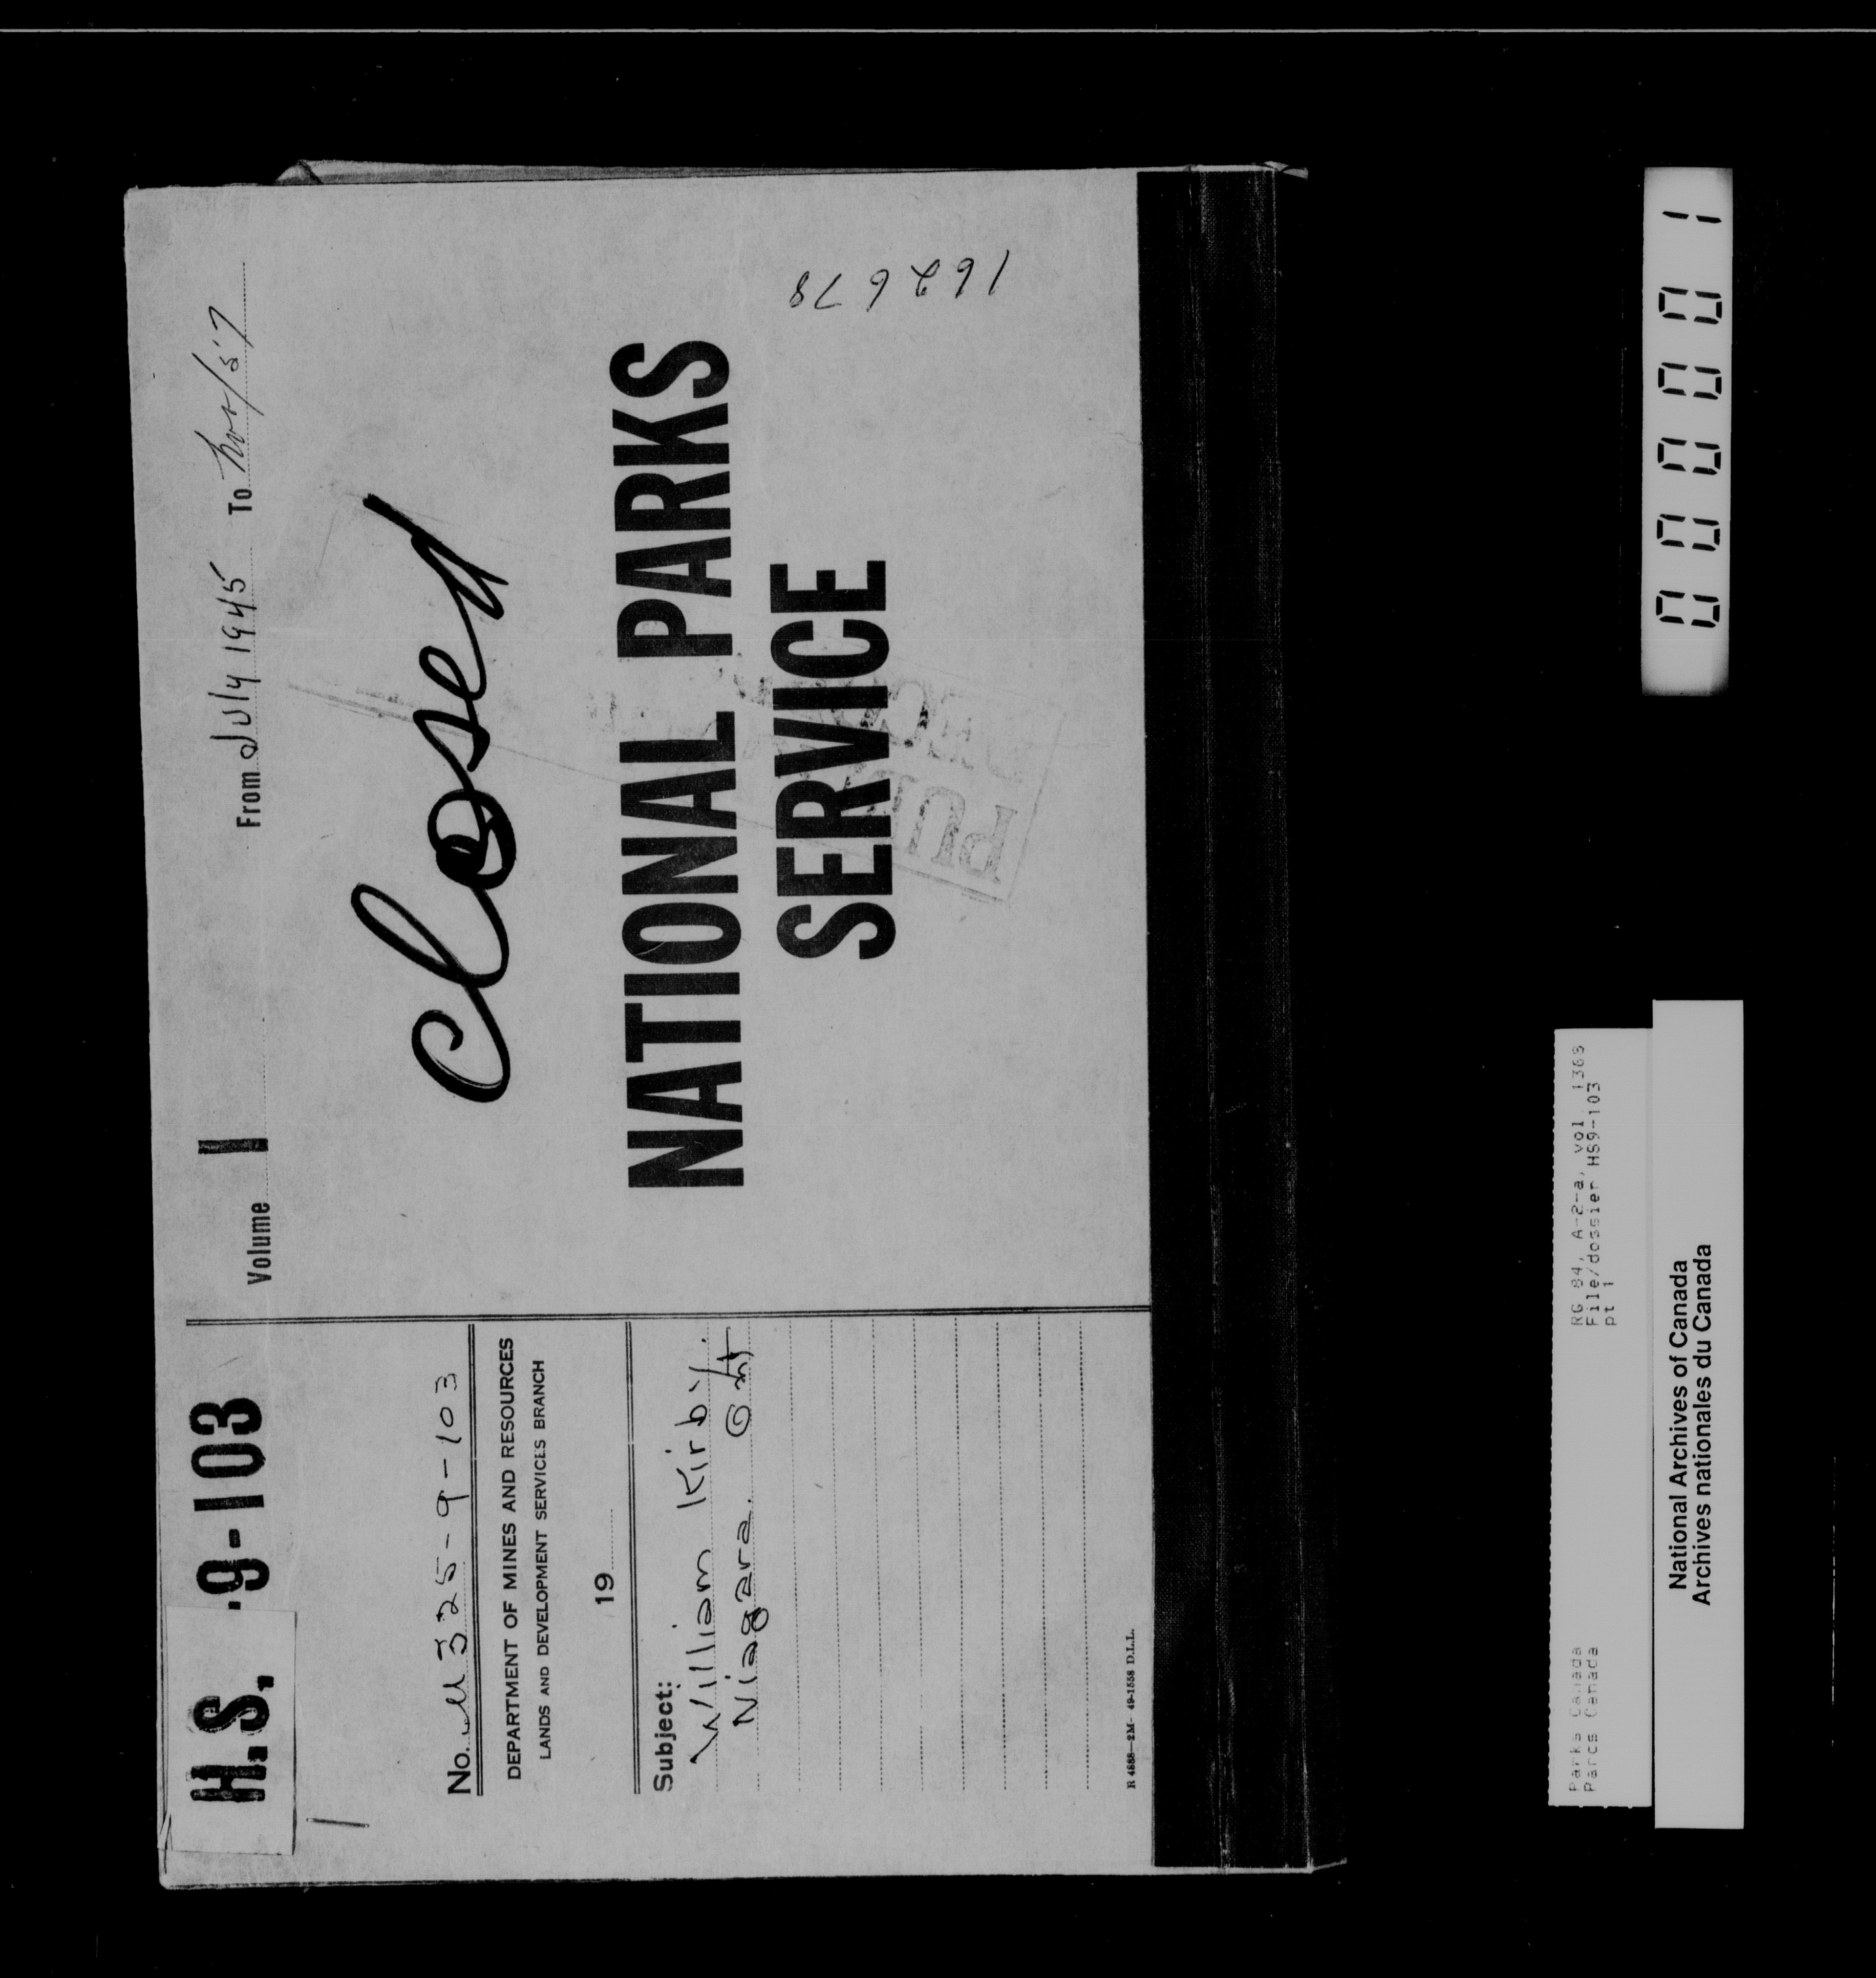 H.S. 9-103
Volume 1
From July 1945 To Nov/57
No. U325-9-103
DEPARTMENT OF MINES AND RESOURCES
LANDS AND DEVELOPMENT SERVICES BRANCH
19
Subject:
William Kirby.
Niagara. Ont
R 4888—2M- 49-1558 D.L.L.
Closed
NATIONAL PARKS
SERVICE
162678
000001
Parks Canada
Parcs Canada
RG 84, A-2-a, vol 1368
File/dossier HS9-103
pt 1
National Archives of Canada
Archives nationales du Canada